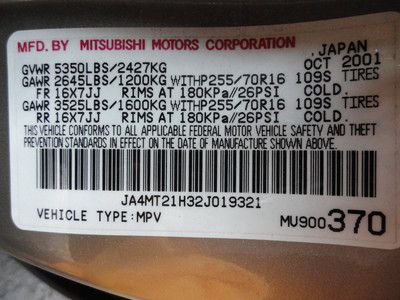 MFD. BY MITSUBISHI MOTORS CORPORATION
, JAPAN
GVWR 5350LBS/2427KG OCT 2001
GAWR 2645LBS/1200KG WITHP255/70R16 109S TIRES
FR 16X7JJ RIMS AT 180KPa//26PSI COLD.
GAWR 3525LBS/1600KG WITHP255/70R16 109S TIRES
RR 16X7JJ RIMS AT 180KPa//26PSI COLD.
THIS VEHICLE CONFORMS TO ALL APPLICABLE FEDERAL MOTOR VEHICLE SAFETY AND THEFT
PREVENTION STANDARDS IN EFFECT ON THE DATE OF MANUFACTURE SHOWN ABOVE.
JA4MT21H32J019321
VEHICLE TYPE:MPV MU900370